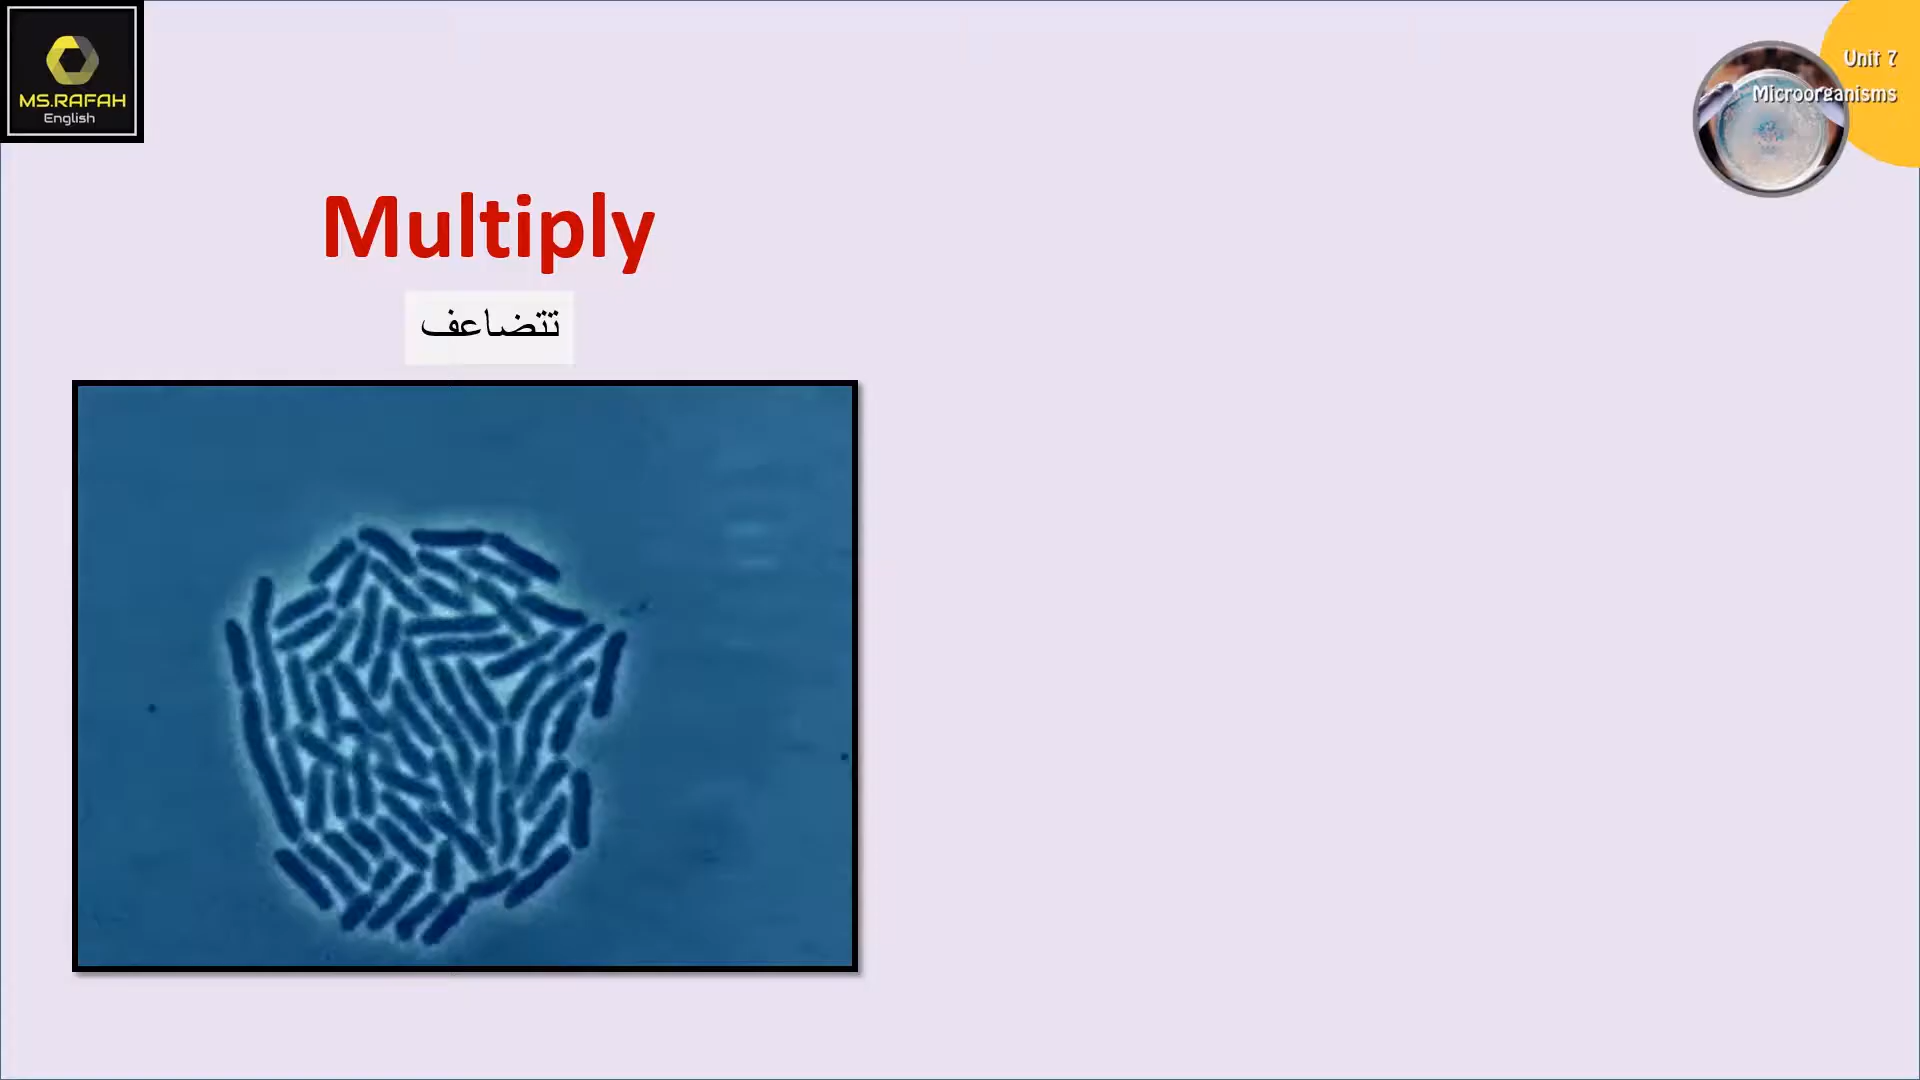 MS.RAFAH
English
Unit 7
Microorganisms
Multiply
تتضاعف